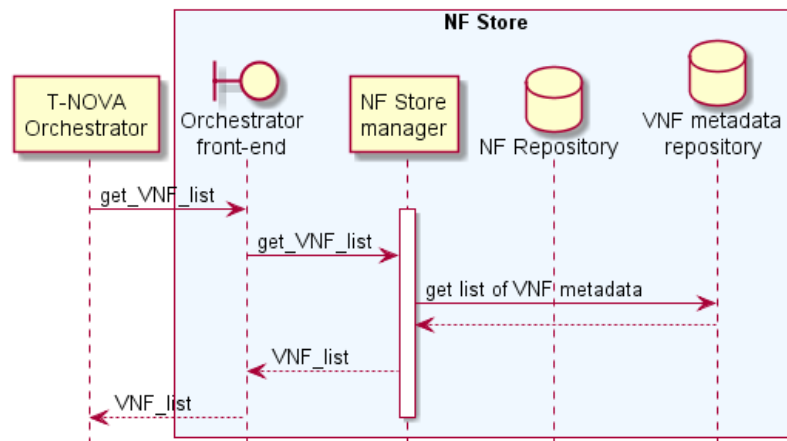 NF Store
T-NOVA
Orchestrator
Orchestrator
front-end
NF Store
manager
NF Repository
VNF metadata
repository
get_VNF_list
get_VNF_list
get list of VNF metadata
VNF_list
VNF_list